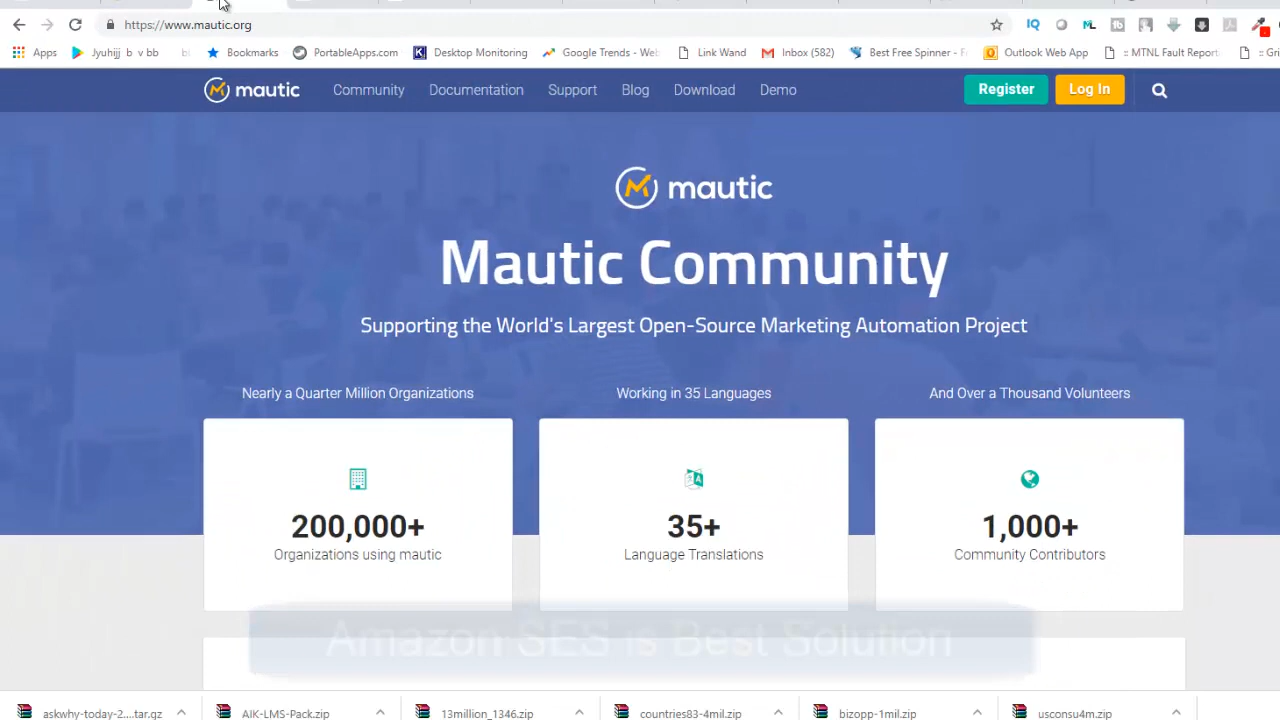 https://www.mautic.org
IQ
ML
Apps
Jyuhijj b v bb
bi
Bookmarks
PortableApps.com
Desktop Monitoring
Google Trends - Web
Link Wand
Inbox (582)
Best Free Spinner - F
Outlook Web App
:: MTNL Fault Report
:: Gri
mautic
Community
Documentation
Support
Blog
Download
Demo
Register
Log In
mautic
Mautic Community
Supporting the World's Largest Open-Source Marketing Automation Project
Nearly a Quarter Million Organizations
Working in 35 Languages
And Over a Thousand Volunteers
200,000+
Organizations using mautic
35+
Language Translations
1,000+
Community Contributors
Amazon SES is Best Solution
askwhy-today-2....tar.gz
AIK-LMS-Pack.zip
13million_1346.zip
countries83-4mil.zip
bizopp-1mil.zip
usconsu4m.zip